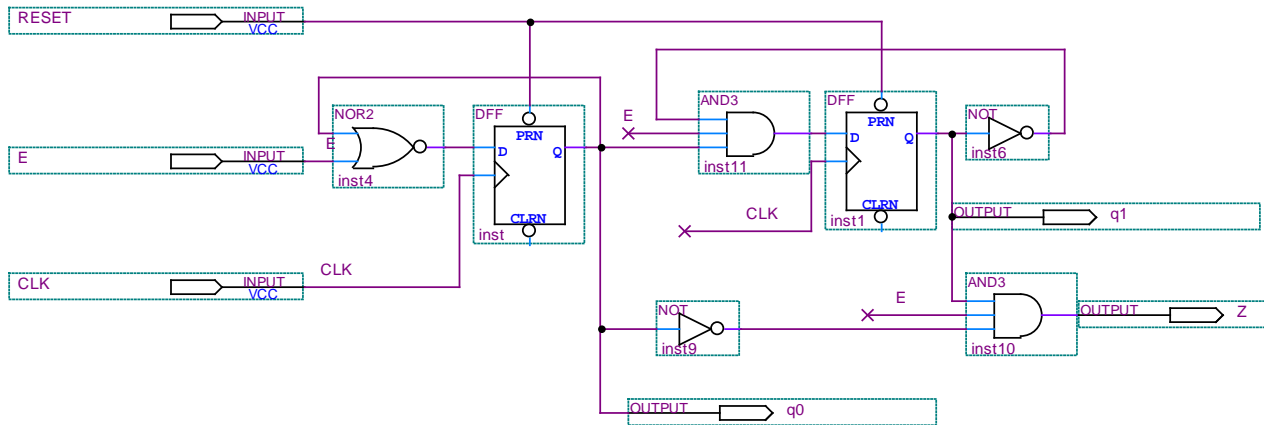 RESET
INPUT
VCC
NOR2
DFF
PRN
D
Q
CLRN
inst
E
inst4
E
INPUT
VCC
CLK
INPUT
VCC
CLK
AND3
E
inst11
DFF
PRN
D
Q
CLRN
inst1
CLK
NOT
inst6
OUTPUT
q1
NOT
inst9
E
AND3
inst10
OUTPUT
Z
OUTPUT
q0